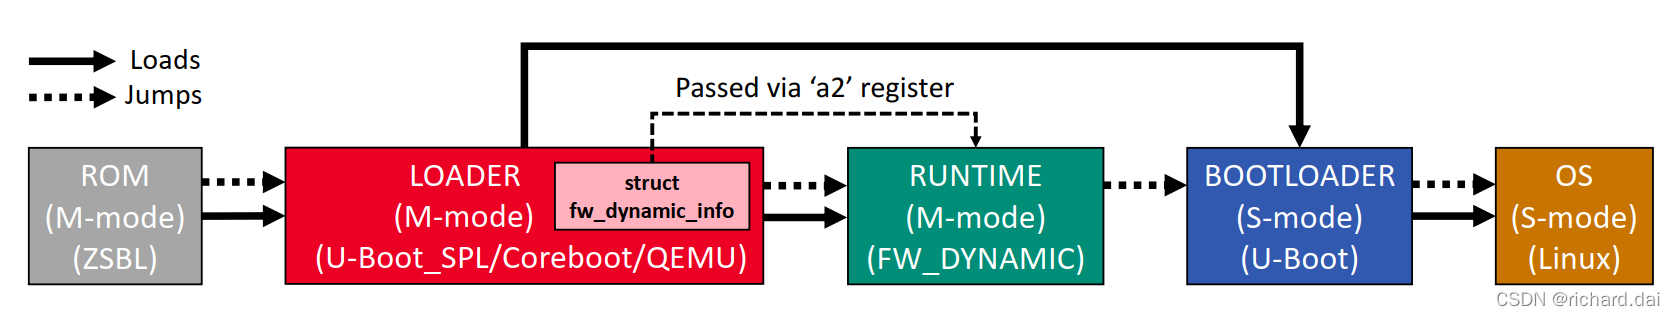 Loads
Jumps
Passed via ‘a2’ register
ROM
(M-mode)
(ZSBL)
LOADER
(M-mode)
(U-Boot_SPL/Coreboot/QEMU)
struct
fw_dynamic_info
RUNTIME
(M-mode)
(FW_DYNAMIC)
BOOTLOADER
(S-mode)
(U-Boot)
OS
(S-mode)
(Linux)
CSDN @richard.dai